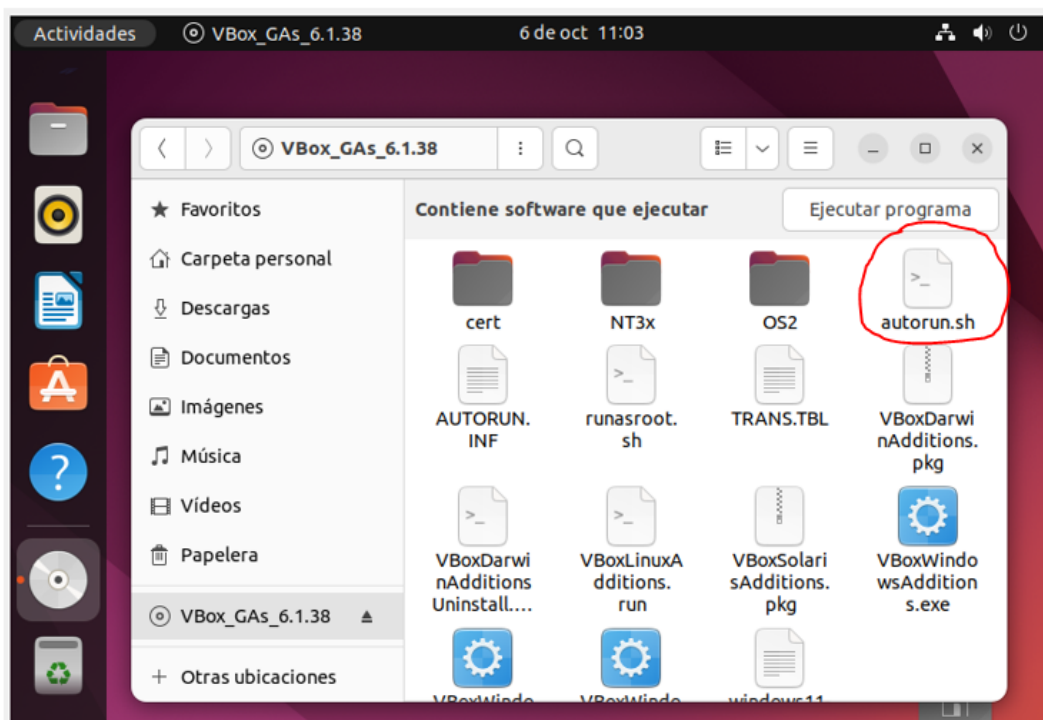 Actividades VBox_GAs_6.1.38 6 de oct 11:03
VBox_GAs_6.1.38
Favoritos
Carpeta personal
Descargas
Documentos
Imágenes
Música
Vídeos
Papelera
VBox_GAs_6.1.38
+ Otras ubicaciones
Contiene software que ejecutar Ejecutar programa
cert
NT3x
OS2
autorun.sh
AUTORUN.
INF
runasroot.
sh
TRANS.TBL
VBoxDarwi
nAdditions.
pkg
VBoxDarwi
nAdditions
Uninstall....
VBoxLinuxA
dditions.
run
VBoxSolari
sAdditions.
pkg
VBoxWindo
wsAddition
s.exe
VBoxWindo
VBoxWindo
windows11